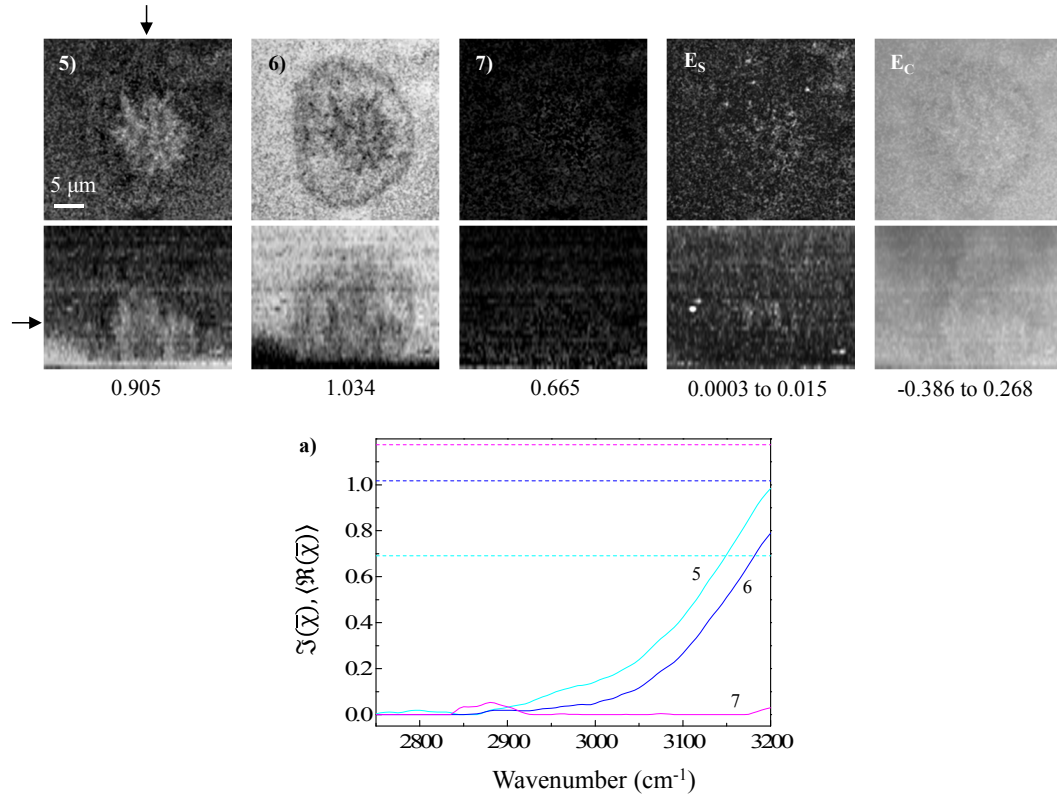 5) 6) 7) E_S E_C
5 μm
0.905 1.034 0.665 0.0003 to 0.015 -0.386 to 0.268
a)
1.0
0.8
0.6
0.4
0.2
0.0
ℑ(χ̄), ⟨ℜ(χ̄)⟩
5
6
7
2800 2900 3000 3100 3200
Wavenumber (cm⁻¹)